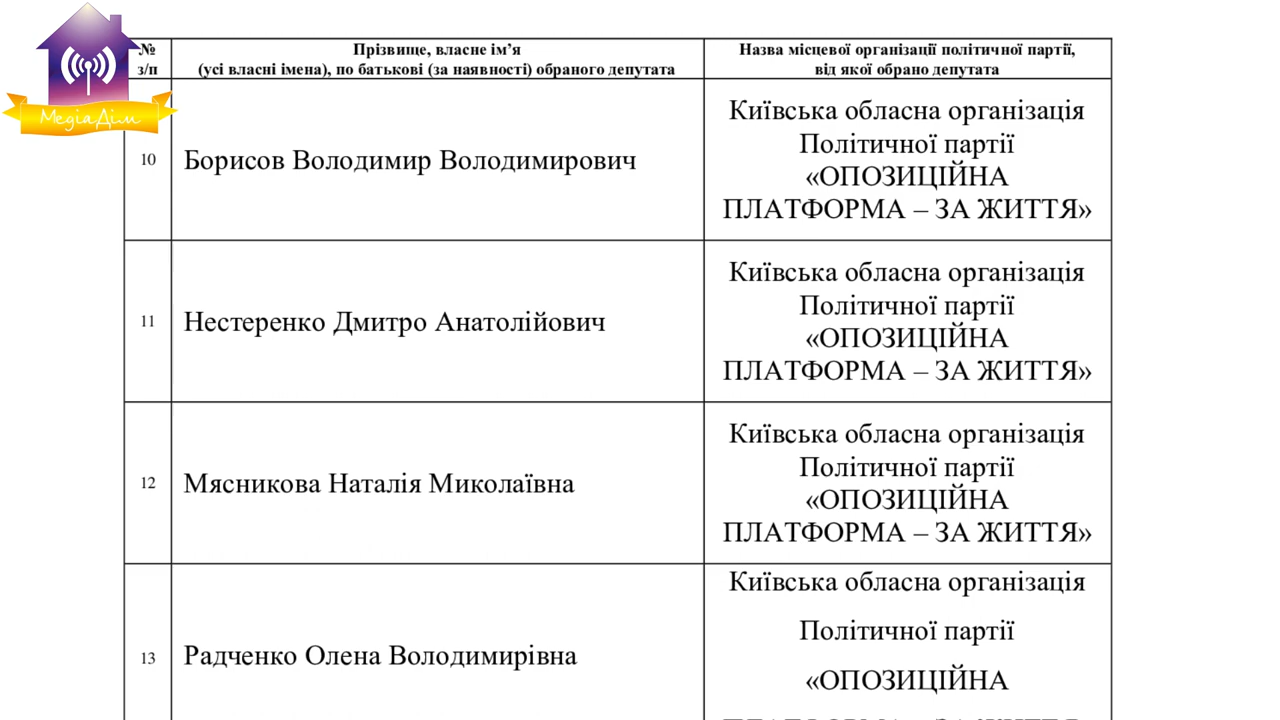 МедіаДім
№
з/п
Прізвище, власне ім’я
(усі власні імена), по батькові (за наявності) обраного депутата
Назва місцевої організації політичної партії,
від якої обрано депутата
10
Борисов Володимир Володимирович
Київська обласна організація
Політичної партії
«ОПОЗИЦІЙНА
ПЛАТФОРМА – ЗА ЖИТТЯ»
11
Нестеренко Дмитро Анатолійович
Київська обласна організація
Політичної партії
«ОПОЗИЦІЙНА
ПЛАТФОРМА – ЗА ЖИТТЯ»
12
Мясникова Наталія Миколаївна
Київська обласна організація
Політичної партії
«ОПОЗИЦІЙНА
ПЛАТФОРМА – ЗА ЖИТТЯ»
13
Радченко Олена Володимирівна
Київська обласна організація
Політичної партії
«ОПОЗИЦІЙНА